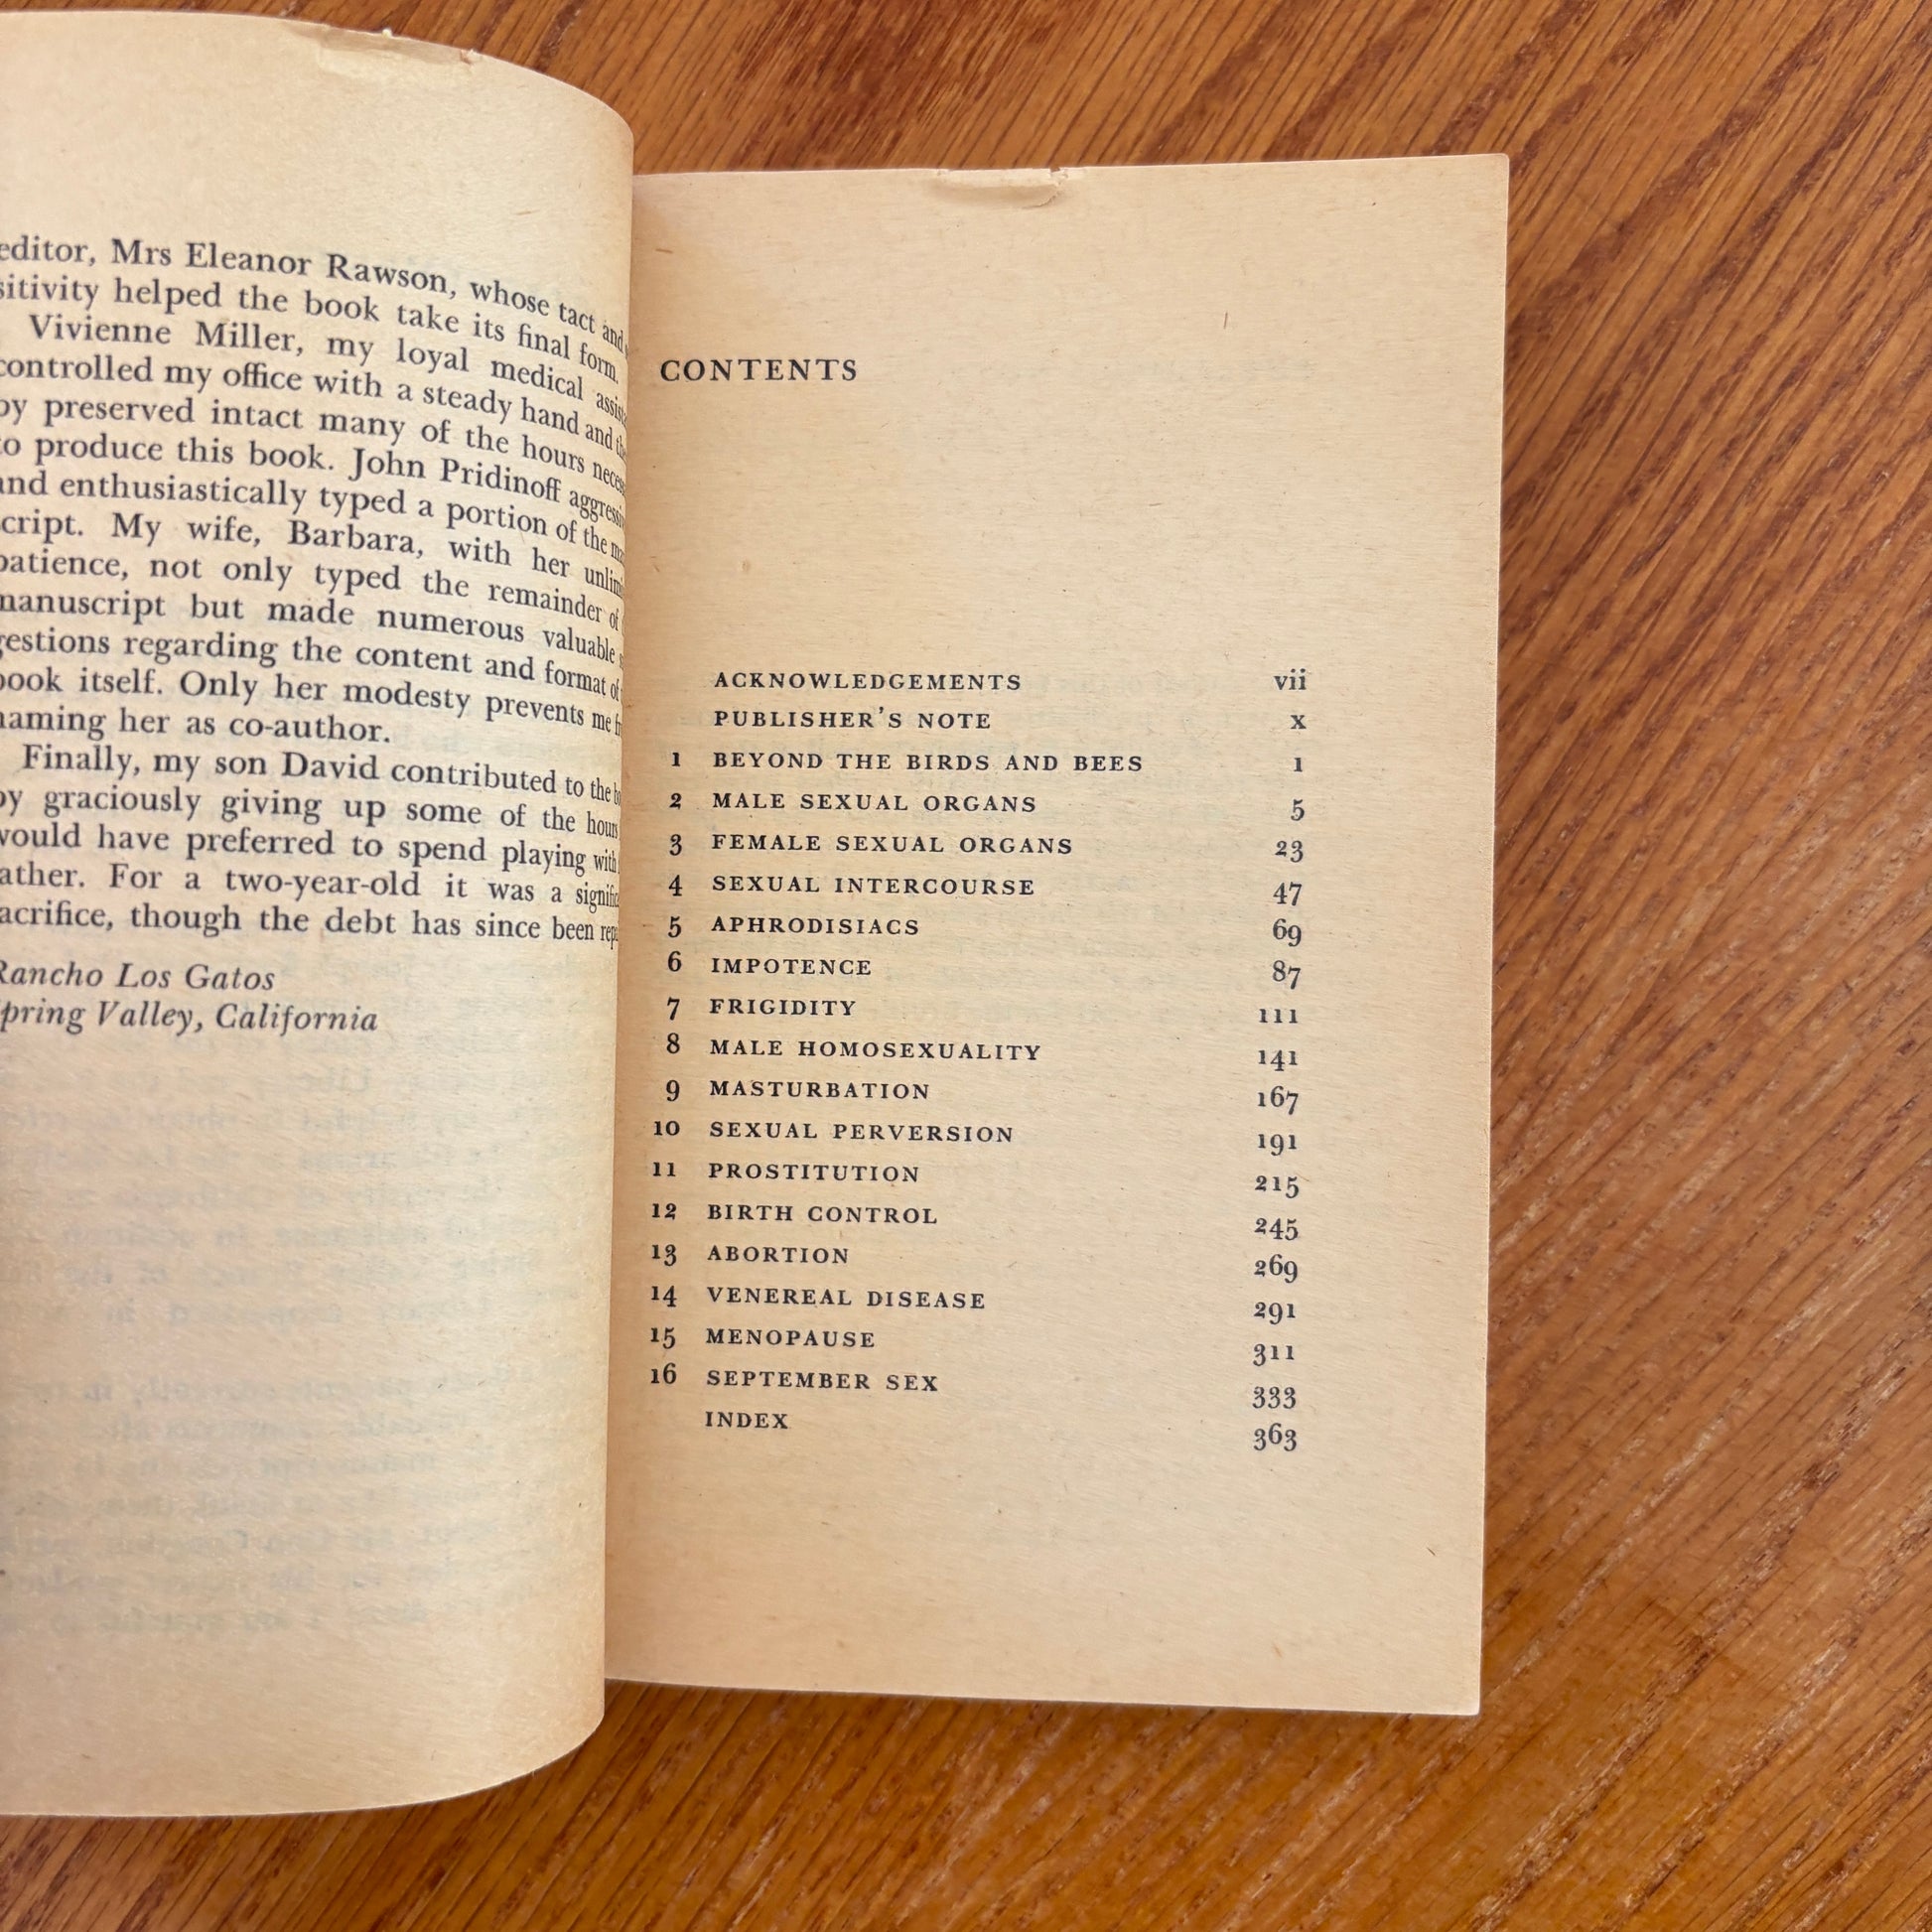 editor, Mrs Eleanor Rawson, whose tact and
helped the book take its final form.
Vivienne Miller, my loyal medical
my office with a steady hand and
preserved intact many of the hours
to produce this book. John Pridinoff
and enthusiastically typed a portion of the
My wife, Barbara, with her
patience, not only typed the remainder of
manuscript but made numerous valuable
regarding the content and format of
book itself. Only her modesty prevents me
naming her as co-author.
Finally, my son David contributed to the
by graciously giving up some of the hours
would have preferred to spend playing with
father. For a two-year-old it was a
sacrifice, though the debt has since been
Rancho Los Gatos
Spring Valley, California
CONTENTS
ACKNOWLEDGEMENTS vii
PUBLISHER'S NOTE x
1 BEYOND THE BIRDS AND BEES 1
2 MALE SEXUAL ORGANS 5
3 FEMALE SEXUAL ORGANS 23
4 SEXUAL INTERCOURSE 47
5 APHRODISIACS 69
6 IMPOTENCE 87
7 FRIGIDITY 111
8 MALE HOMOSEXUALITY 141
9 MASTURBATION 167
10 SEXUAL PERVERSION 191
11 PROSTITUTION 215
12 BIRTH CONTROL 245
13 ABORTION 269
14 VENEREAL DISEASE 291
15 MENOPAUSE 311
16 SEPTEMBER SEX 333
INDEX 363